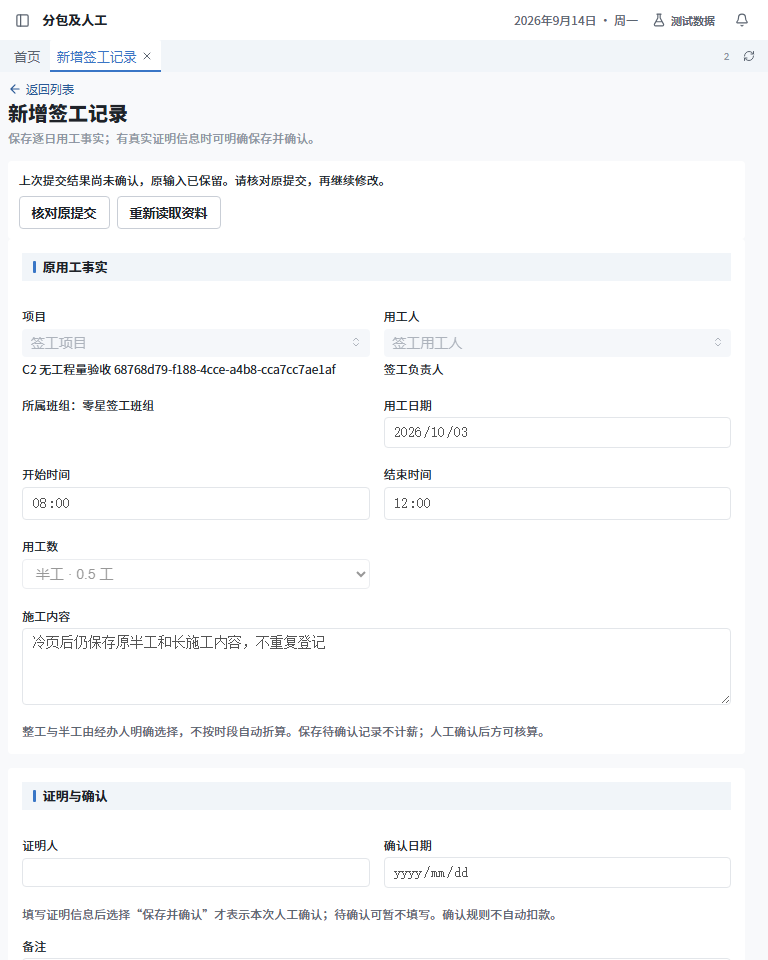 分包及人工
2026年9月14日 · 周一
测试数据
首页
新增签工记录 ×
2
← 返回列表
新增签工记录
保存逐日用工事实；有真实证明信息时可明确保存并确认。
上次提交结果尚未确认，原输入已保留。请核对原提交，再继续修改。
核对原提交
重新读取资料
原用工事实
项目
用工人
签工项目
签工用工人
C2 无工程量验收 68768d79-f188-4cce-a4b8-cca7cc7ae1af
签工负责人
所属班组：零星签工班组
用工日期
2026/10/03
开始时间
结束时间
08:00
12:00
用工数
半工 · 0.5 工
施工内容
冷页后仍保存原半工和长施工内容，不重复登记
整工与半工由经办人明确选择，不按时段自动折算。保存待确认记录不计薪；人工确认后方可核算。
证明与确认
证明人
确认日期
yyyy/mm/dd
填写证明信息后选择“保存并确认”才表示本次人工确认；待确认可暂不填写。确认规则不自动扣款。
备注